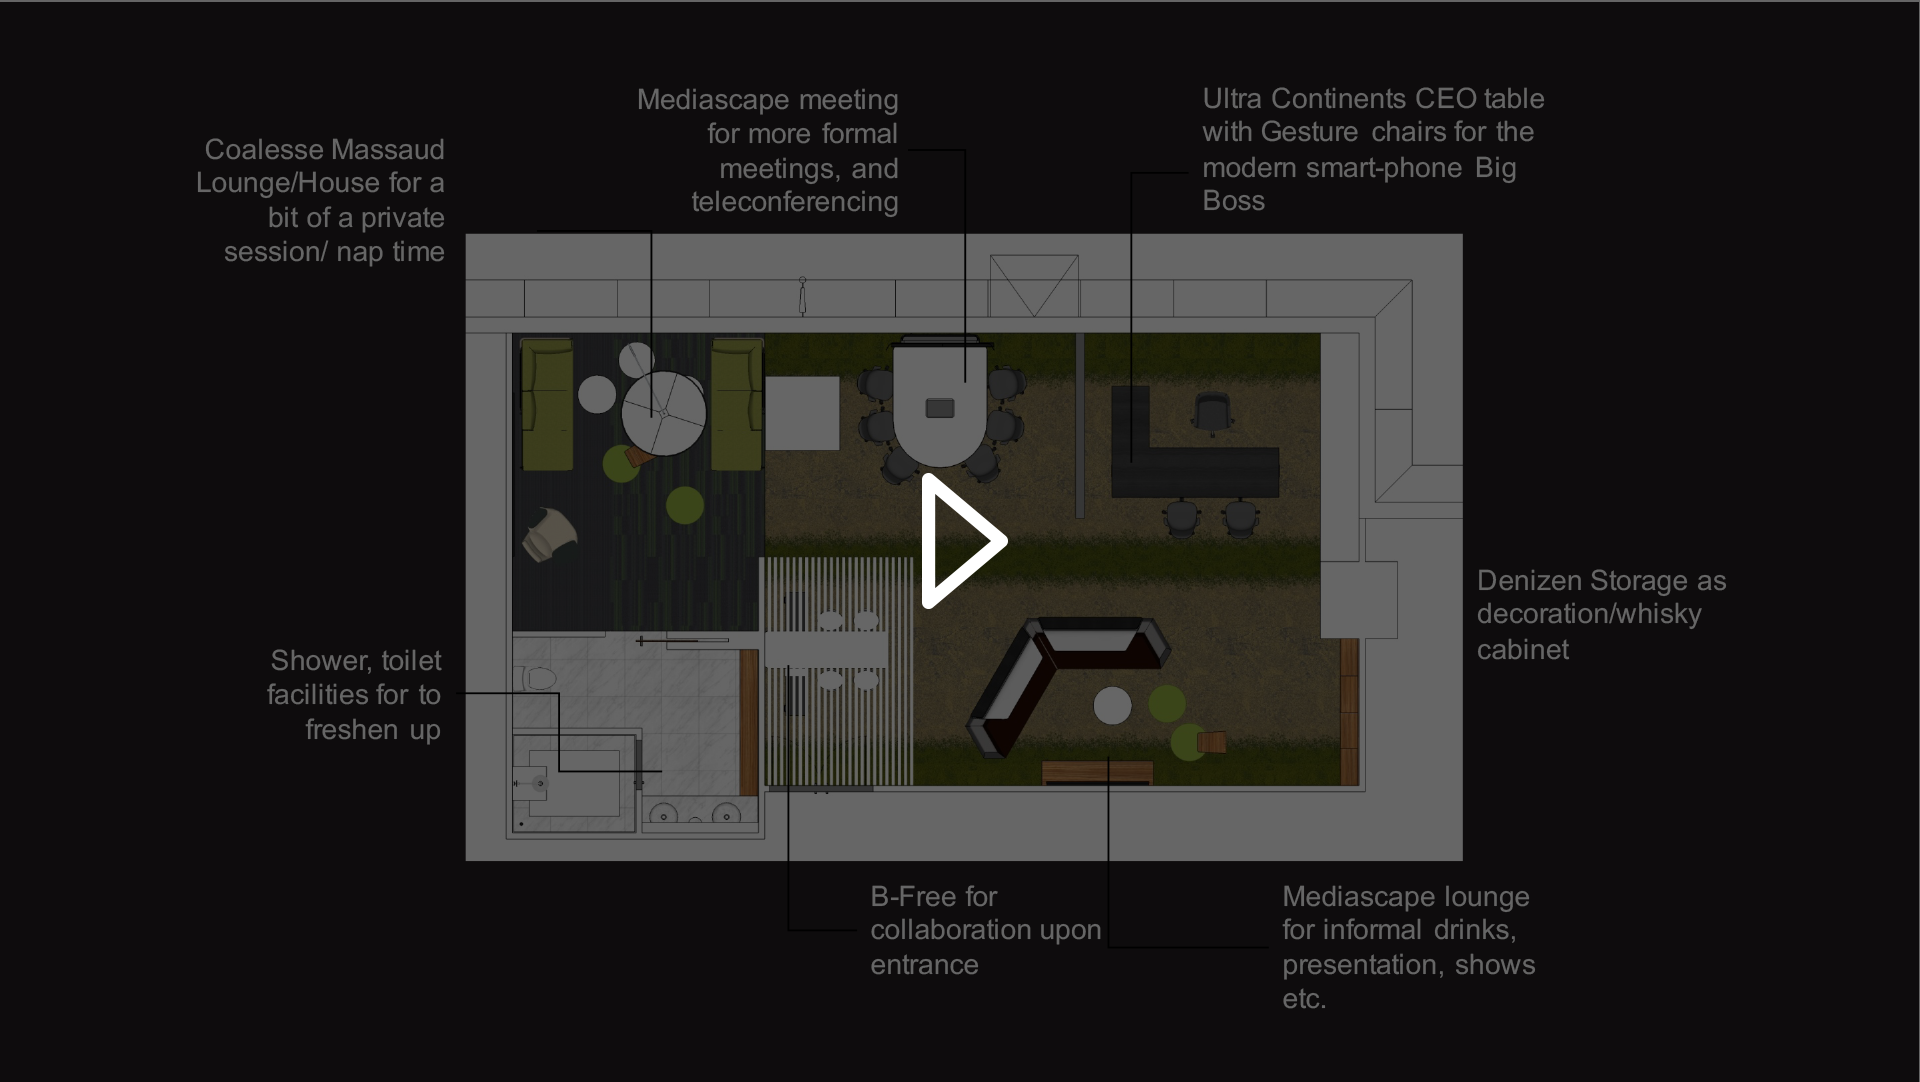 Coalesse Massaud
Lounge/House for a
bit of a private
session/ nap time
Mediascape meeting
for more formal
meetings, and
teleconferencing
Ultra Continents CEO table
with Gesture chairs for the
modern smart-phone Big
Boss
Denizen Storage as
decoration/whisky
cabinet
Shower, toilet
facilities for to
freshen up
B-Free for
collaboration upon
entrance
Mediascape lounge
for informal drinks,
presentation, shows
etc.